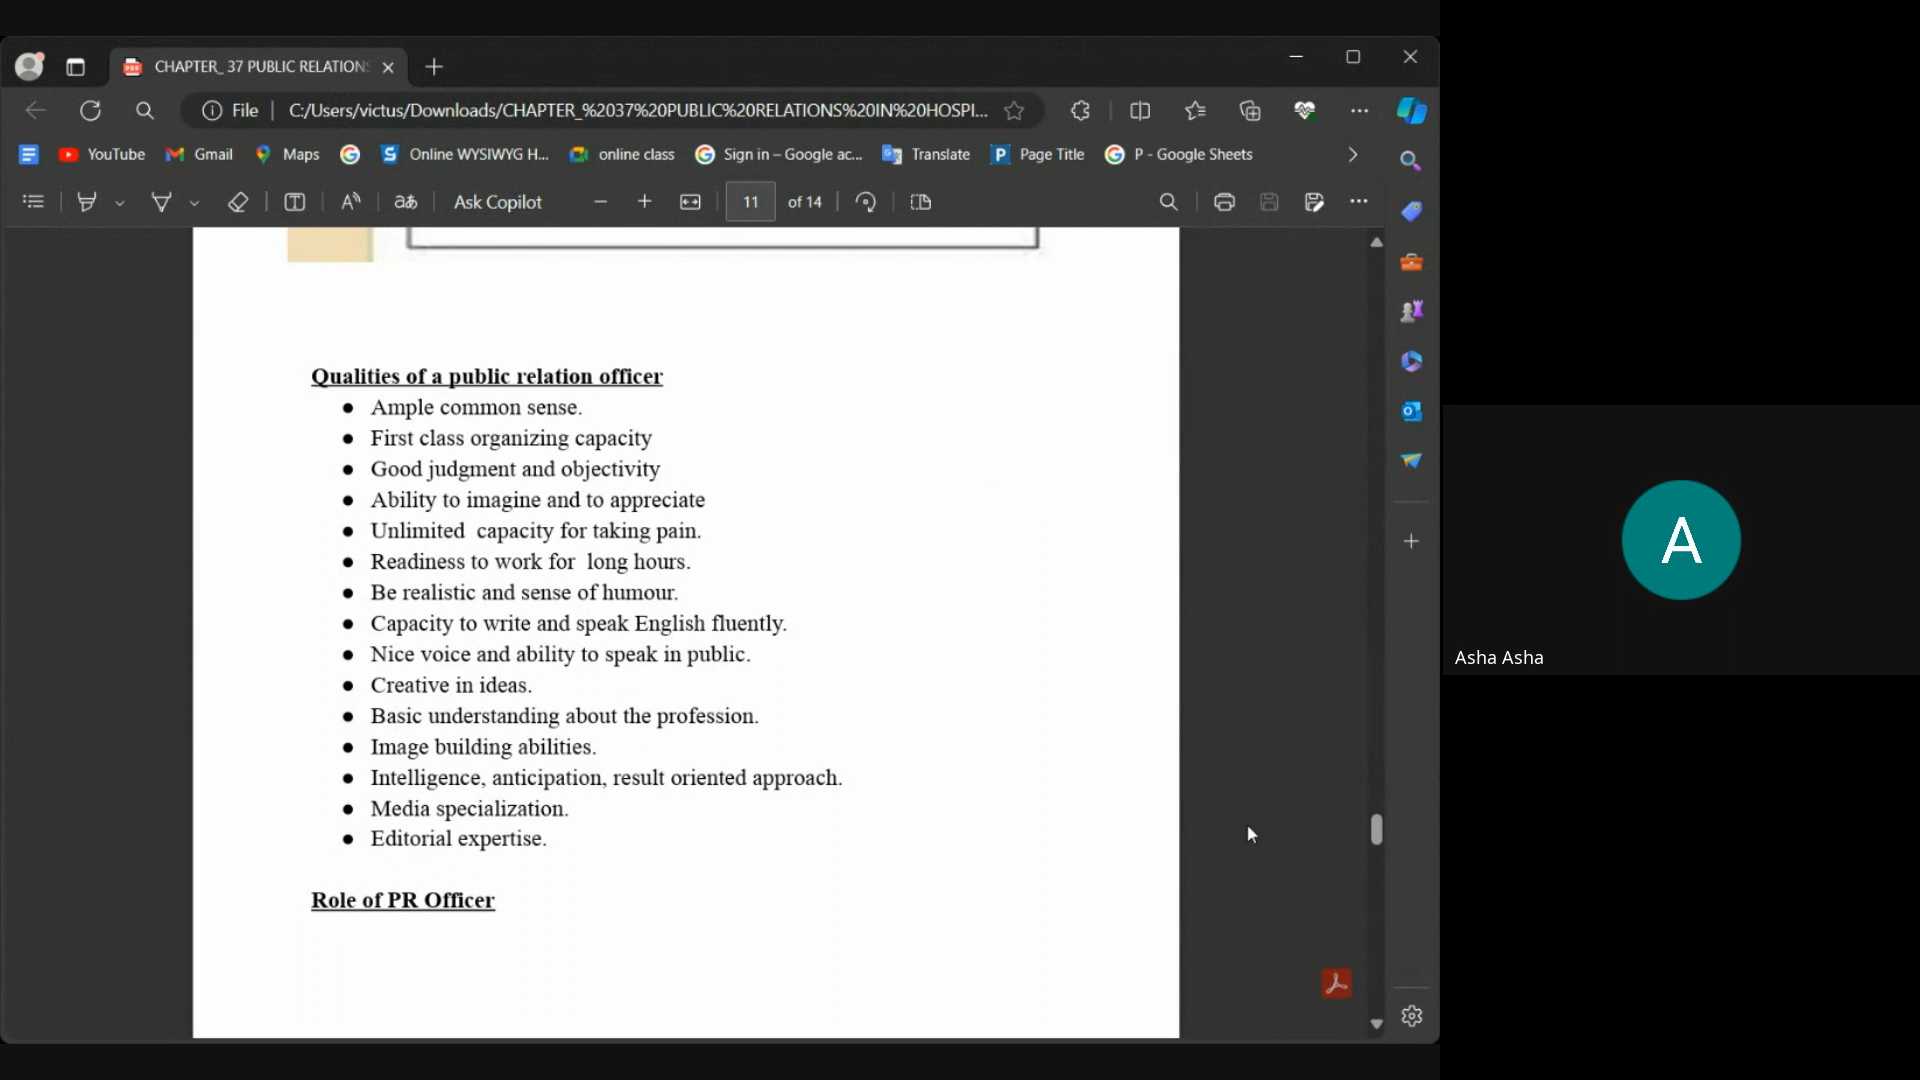 CHAPTER_ 37 PUBLIC RELATIONS
File
C:/Users/victus/Downloads/CHAPTER_%2037%20PUBLIC%20RELATIONS%20IN%20HOSPI...
YouTube
Gmail
Maps
Online WYSIWYG H...
online class
Sign in – Google ac...
Translate
Page Title
P - Google Sheets
Ask Copilot
11 of 14
Qualities of a public relation officer
● Ample common sense.
● First class organizing capacity
● Good judgment and objectivity
● Ability to imagine and to appreciate
● Unlimited  capacity for taking pain.
● Readiness to work for  long hours.
● Be realistic and sense of humour.
● Capacity to write and speak English fluently.
● Nice voice and ability to speak in public.
● Creative in ideas.
● Basic understanding about the profession.
● Image building abilities.
● Intelligence, anticipation, result oriented approach.
● Media specialization.
● Editorial expertise.
Role of PR Officer
A
Asha Asha